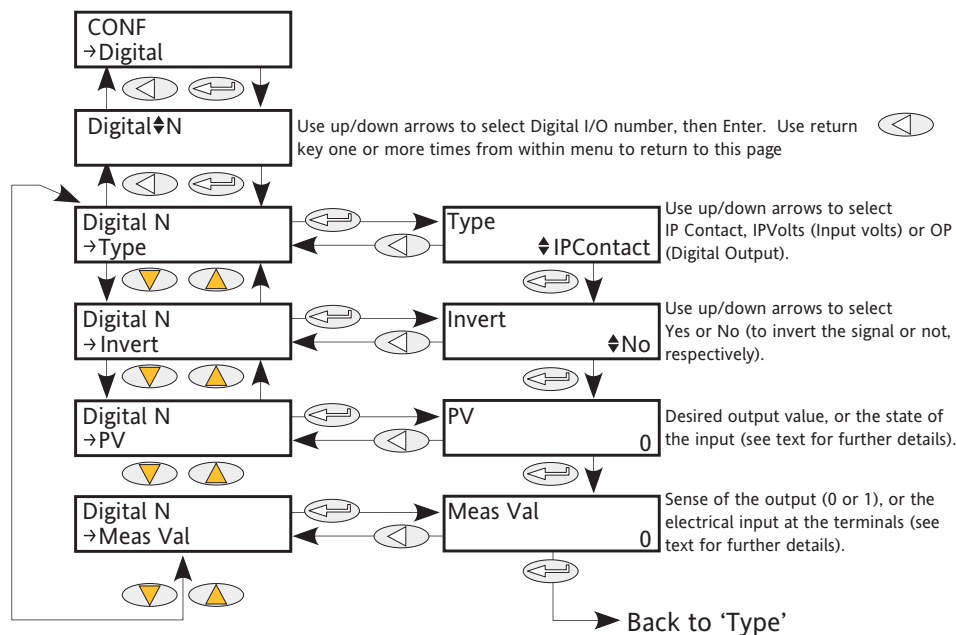 CONF
→Digital
Digital♦N
Use up/down arrows to select Digital I/O number, then Enter. Use return
key one or more times from within menu to return to this page
Digital N
→Type
Type
♦IPContact
Use up/down arrows to select
IP Contact, IPVolts (Input volts) or OP
(Digital Output).
Digital N
→Invert
Invert
♦No
Use up/down arrows to select
Yes or No (to invert the signal or not,
respectively).
Digital N
→PV
PV
0
Desired output value, or the state of
the input (see text for further details).
Digital N
→Meas Val
Meas Val
0
Sense of the output (0 or 1), or the
electrical input at the terminals (see
text for further details).
Back to ‘Type’